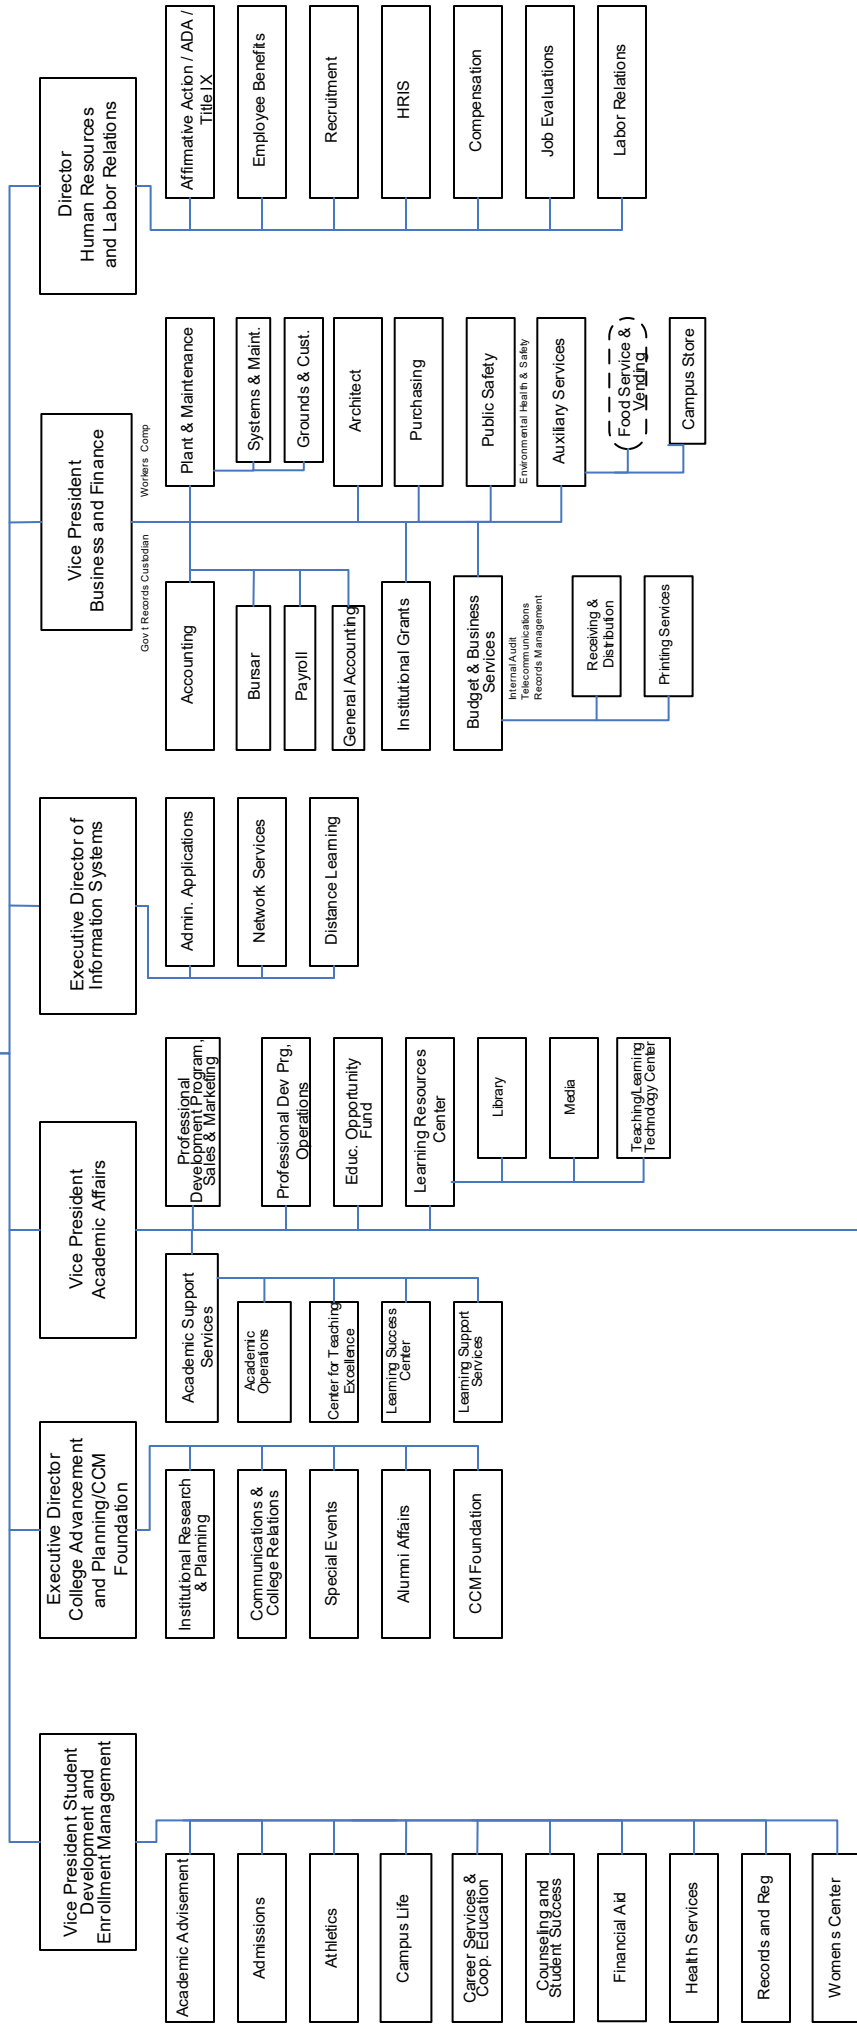 Vice President Student
Development and
Enrollment Management
Academic Advisement
Admissions
Athletics
Campus Life
Career Services &
Coop. Education
Counseling and
Student Success
Financial Aid
Health Services
Records and Reg
Women s Center
Executive Director
College Advancement
and Planning/CCM
Foundation
Institutional Research
& Planning
Communications &
College Relations
Special Events
Alumni Affairs
CCM Foundation
Vice President
Academic Affairs
Academic Support
Services
Academic
Operations
Center for Teaching
Excellence
Learning Success
Center
Learning Support
Services
Professional
Development Program,
Sales & Marketing
Professional Dev Prg,
Operations
Educ. Opportunity
Fund
Learning Resources
Center
Library
Media
Teaching/Learning
Technology Center
Executive Director of
Information Systems
Admin. Applications
Network Services
Distance Learning
Vice President
Business and Finance
Gov t Records Custodian
Workers Comp
Accounting
Bursar
Payroll
General Accounting
Institutional Grants
Budget & Business
Services
Internal Audit
Telecommunications
Records Management
Receiving &
Distribution
Printing Services
Plant & Maintenance
Systems & Maint.
Grounds & Cust.
Architect
Purchasing
Public Safety
Environmental Health & Safety
Auxiliary Services
Food Service &
Vending
Campus Store
Director
Human Resources
and Labor Relations
Affirmative Action / ADA /
Title IX
Employee Benefits
Recruitment
HRIS
Compensation
Job Evaluations
Labor Relations